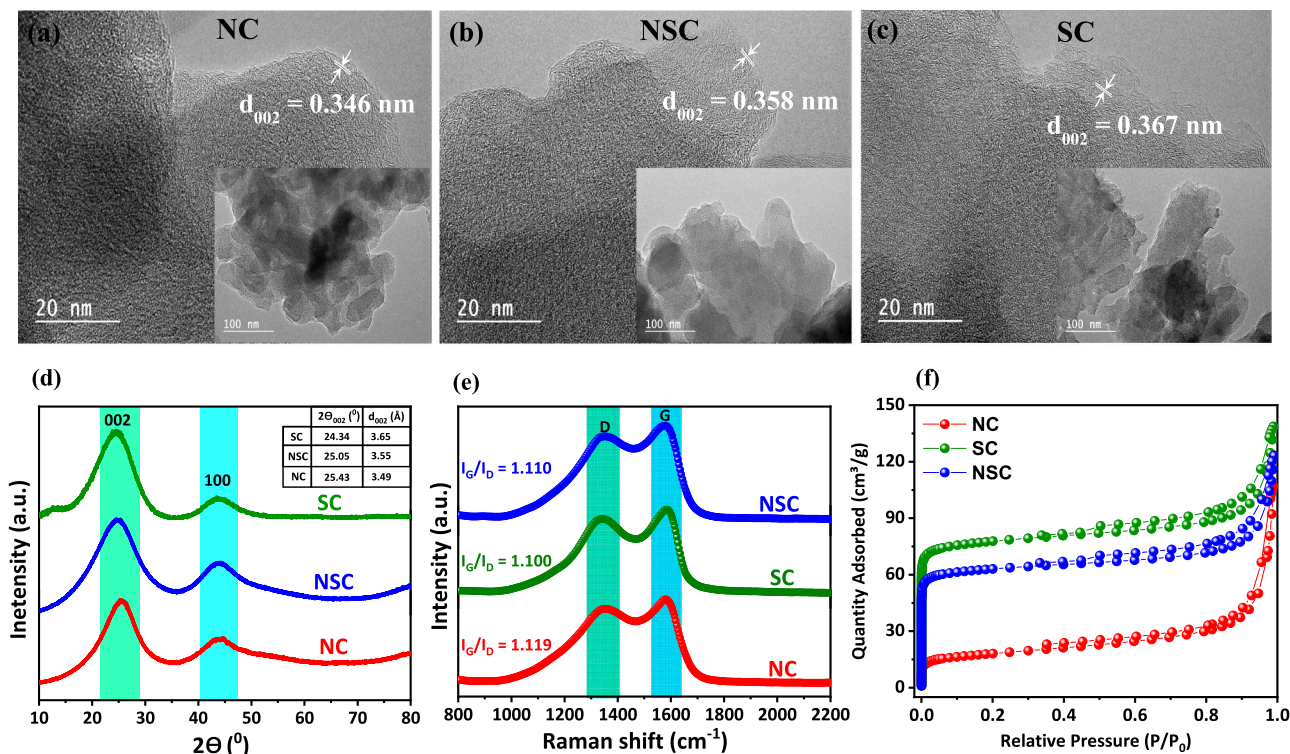 (a)
NC
d002 = 0.346 nm
20 nm
100 nm
(b)
NSC
d002 = 0.358 nm
20 nm
100 nm
(c)
SC
d002 = 0.367 nm
20 nm
100 nm
(d)
Inetensity (a.u.)
002
100
2Θ002 (⁰) d002 (Å)
SC 24.34 3.65
NSC 25.05 3.55
NC 25.43 3.49
SC
NSC
NC
10 20 30 40 50 60 70 80
2Θ (⁰)
(e)
Intensity (a.u.)
D
G
IG/ID = 1.110
NSC
IG/ID = 1.100
SC
IG/ID = 1.119
NC
800 1000 1200 1400 1600 1800 2000 2200
Raman shift (cm⁻¹)
(f)
Quantity Adsorbed (cm³/g)
150
120
90
60
30
0
NC
SC
NSC
0.0 0.2 0.4 0.6 0.8 1.0
Relative Pressure (P/P0)